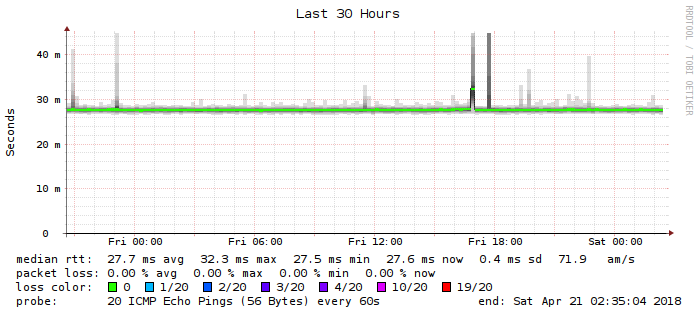 Last 30 Hours
RRDTOOL / TOBI OETIKER
Seconds
40 m
30 m
20 m
10 m
0
Fri 00:00 Fri 06:00 Fri 12:00 Fri 18:00 Sat 00:00
median rtt: 27.7 ms avg 32.3 ms max 27.5 ms min 27.6 ms now 0.4 ms sd 71.9 am/s
packet loss: 0.00 % avg 0.00 % max 0.00 % min 0.00 % now
loss color: 0 1/20 2/20 3/20 4/20 10/20 19/20
probe: 20 ICMP Echo Pings (56 Bytes) every 60s end: Sat Apr 21 02:35:04 2018